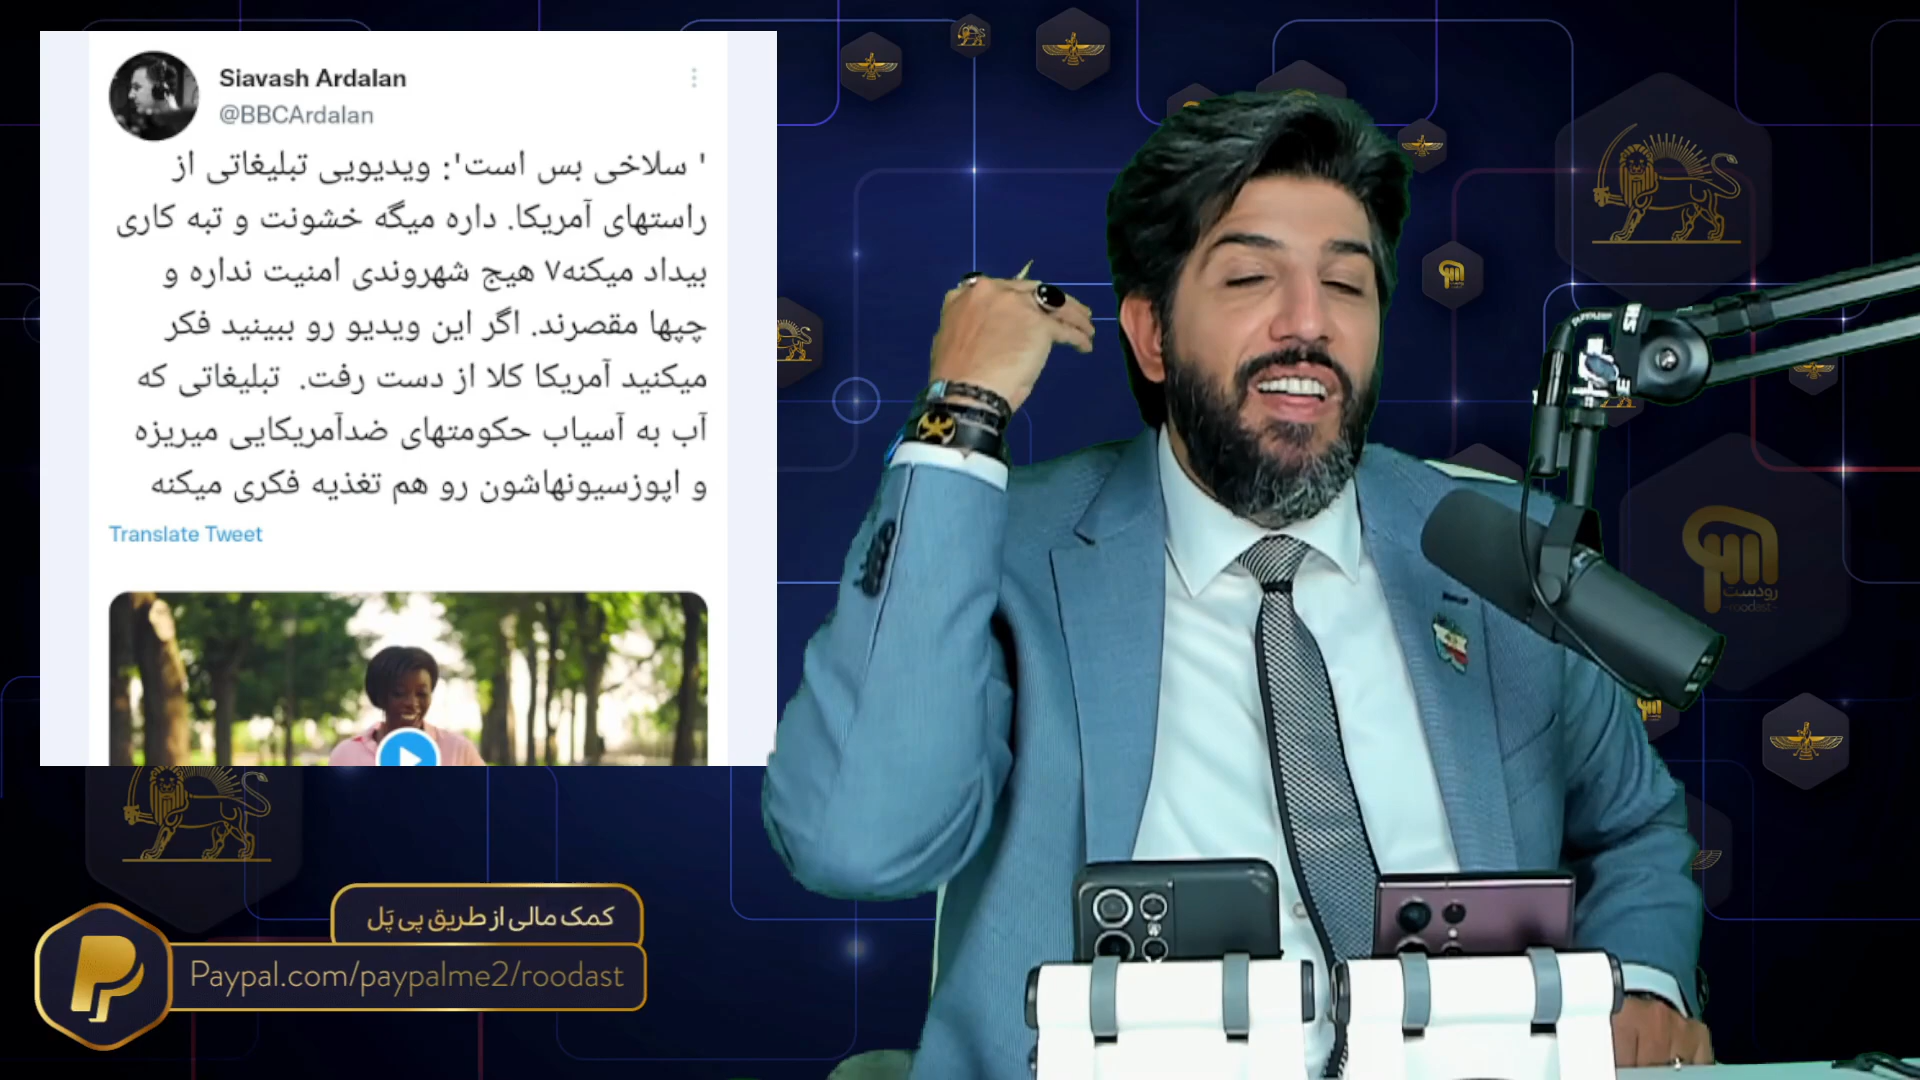 Siavash Ardalan
@BBCArdalan
' سلاخی بس است': ویدیویی تبلیغاتی از
راستهای آمریکا. داره میگه خشونت و تبه کاری
بیداد میکنه۷ هیج شهروندی امنیت نداره و
چپها مقصرند. اگر این ویدیو رو ببینید فکر
میکنید آمریکا کلا از دست رفت. تبلیغاتی که
آب به آسیاب حکومتهای ضدآمریکایی میریزه
و اپوزسیونهاشون رو هم تغذیه فکری میکنه
Translate Tweet
رودست
-roodast-
کمک مالی از طریق پی پَل
Paypal.com/paypalme2/roodast